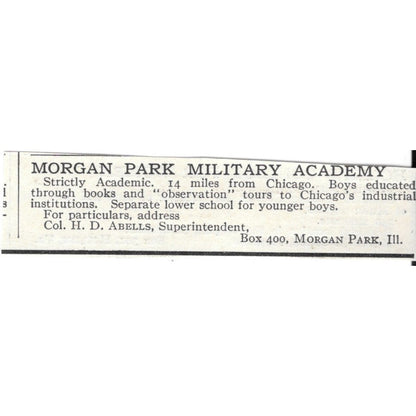 MORGAN PARK MILITARY ACADEMY
Strictly Academic. 14 miles from Chicago. Boys educated
through books and "observation" tours to Chicago's industrial
institutions. Separate lower school for younger boys.
For particulars, address
Col. H. D. Abells, Superintendent,
Box 400, Morgan Park, Ill.